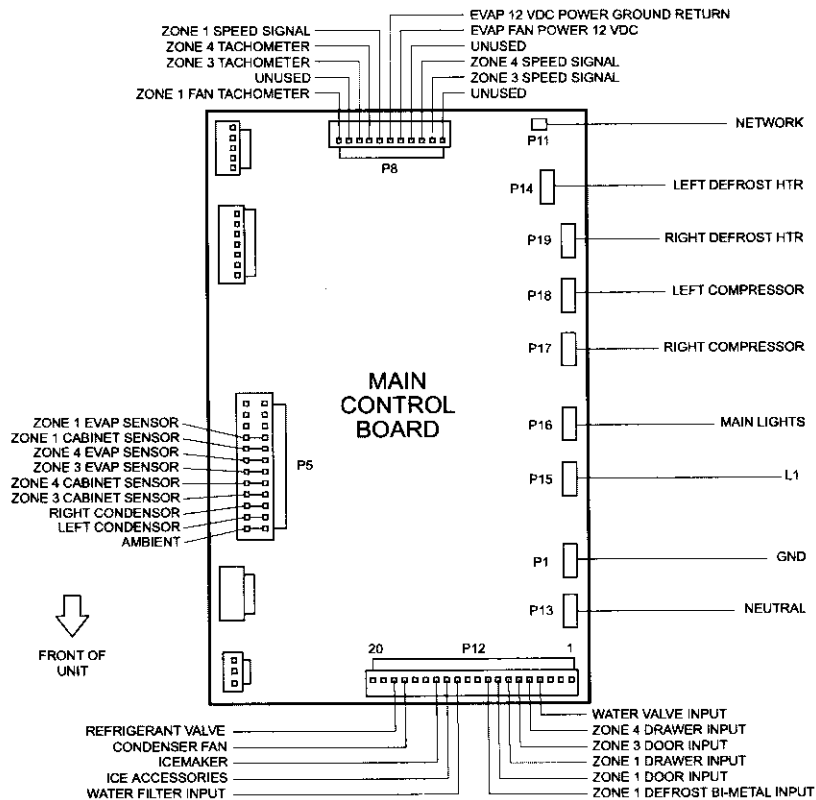 EVAP 12 VDC POWER GROUND RETURN
ZONE 1 SPEED SIGNAL
EVAP FAN POWER 12 VDC
ZONE 4 TACHOMETER
UNUSED
ZONE 3 TACHOMETER
ZONE 4 SPEED SIGNAL
UNUSED
ZONE 3 SPEED SIGNAL
ZONE 1 FAN TACHOMETER
UNUSED
NETWORK
P11
P8
P14
LEFT DEFROST HTR
P19
RIGHT DEFROST HTR
P18
LEFT COMPRESSOR
P17
RIGHT COMPRESSOR
MAIN
CONTROL
BOARD
P16
MAIN LIGHTS
ZONE 1 EVAP SENSOR
ZONE 1 CABINET SENSOR
ZONE 4 EVAP SENSOR
ZONE 3 EVAP SENSOR
ZONE 4 CABINET SENSOR
ZONE 3 CABINET SENSOR
RIGHT CONDENSOR
LEFT CONDENSOR
AMBIENT
P5
P15
L1
P1
GND
P13
NEUTRAL
FRONT OF
UNIT
20 P12 1
REFRIGERANT VALVE
CONDENSER FAN
ICEMAKER
ICE ACCESSORIES
WATER FILTER INPUT
WATER VALVE INPUT
ZONE 4 DRAWER INPUT
ZONE 3 DOOR INPUT
ZONE 1 DRAWER INPUT
ZONE 1 DOOR INPUT
ZONE 1 DEFROST BI-METAL INPUT